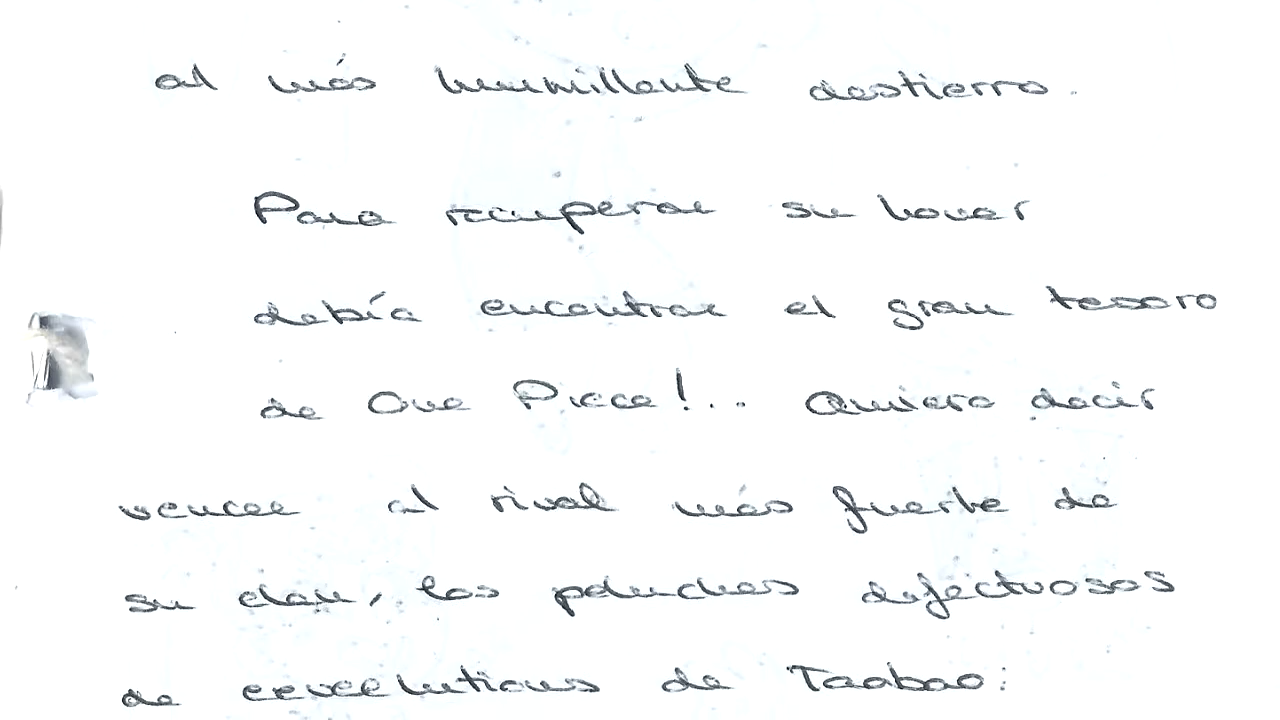 al más humillante destierro.
Para recuperar su honor
debía encontrar el gran tesoro
de One Piece!.. Quiero decir
vencer al rival más fuerte de
su clan, los peluches defectuosos
de eeveelutions de Taobao: